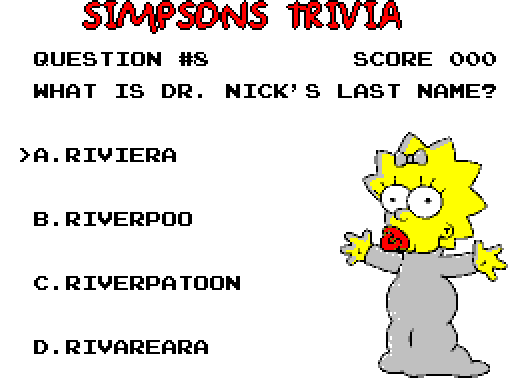 SIMPSONS TRIVIA
QUESTION #8 SCORE 000
WHAT IS DR. NICK'S LAST NAME?
>A.RIVIERA
B.RIVERPOO
C.RIVERPATOON
D.RIVAREARA